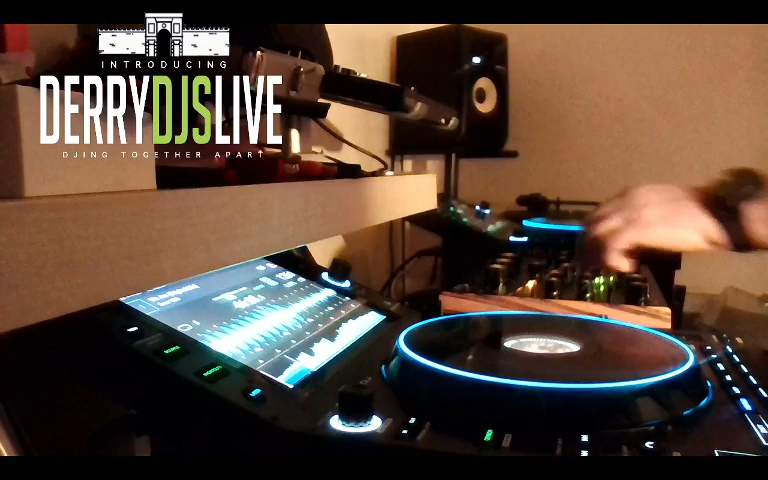 INTRODUCING
DERRYDJSLIVE
DJING TOGETHER APART